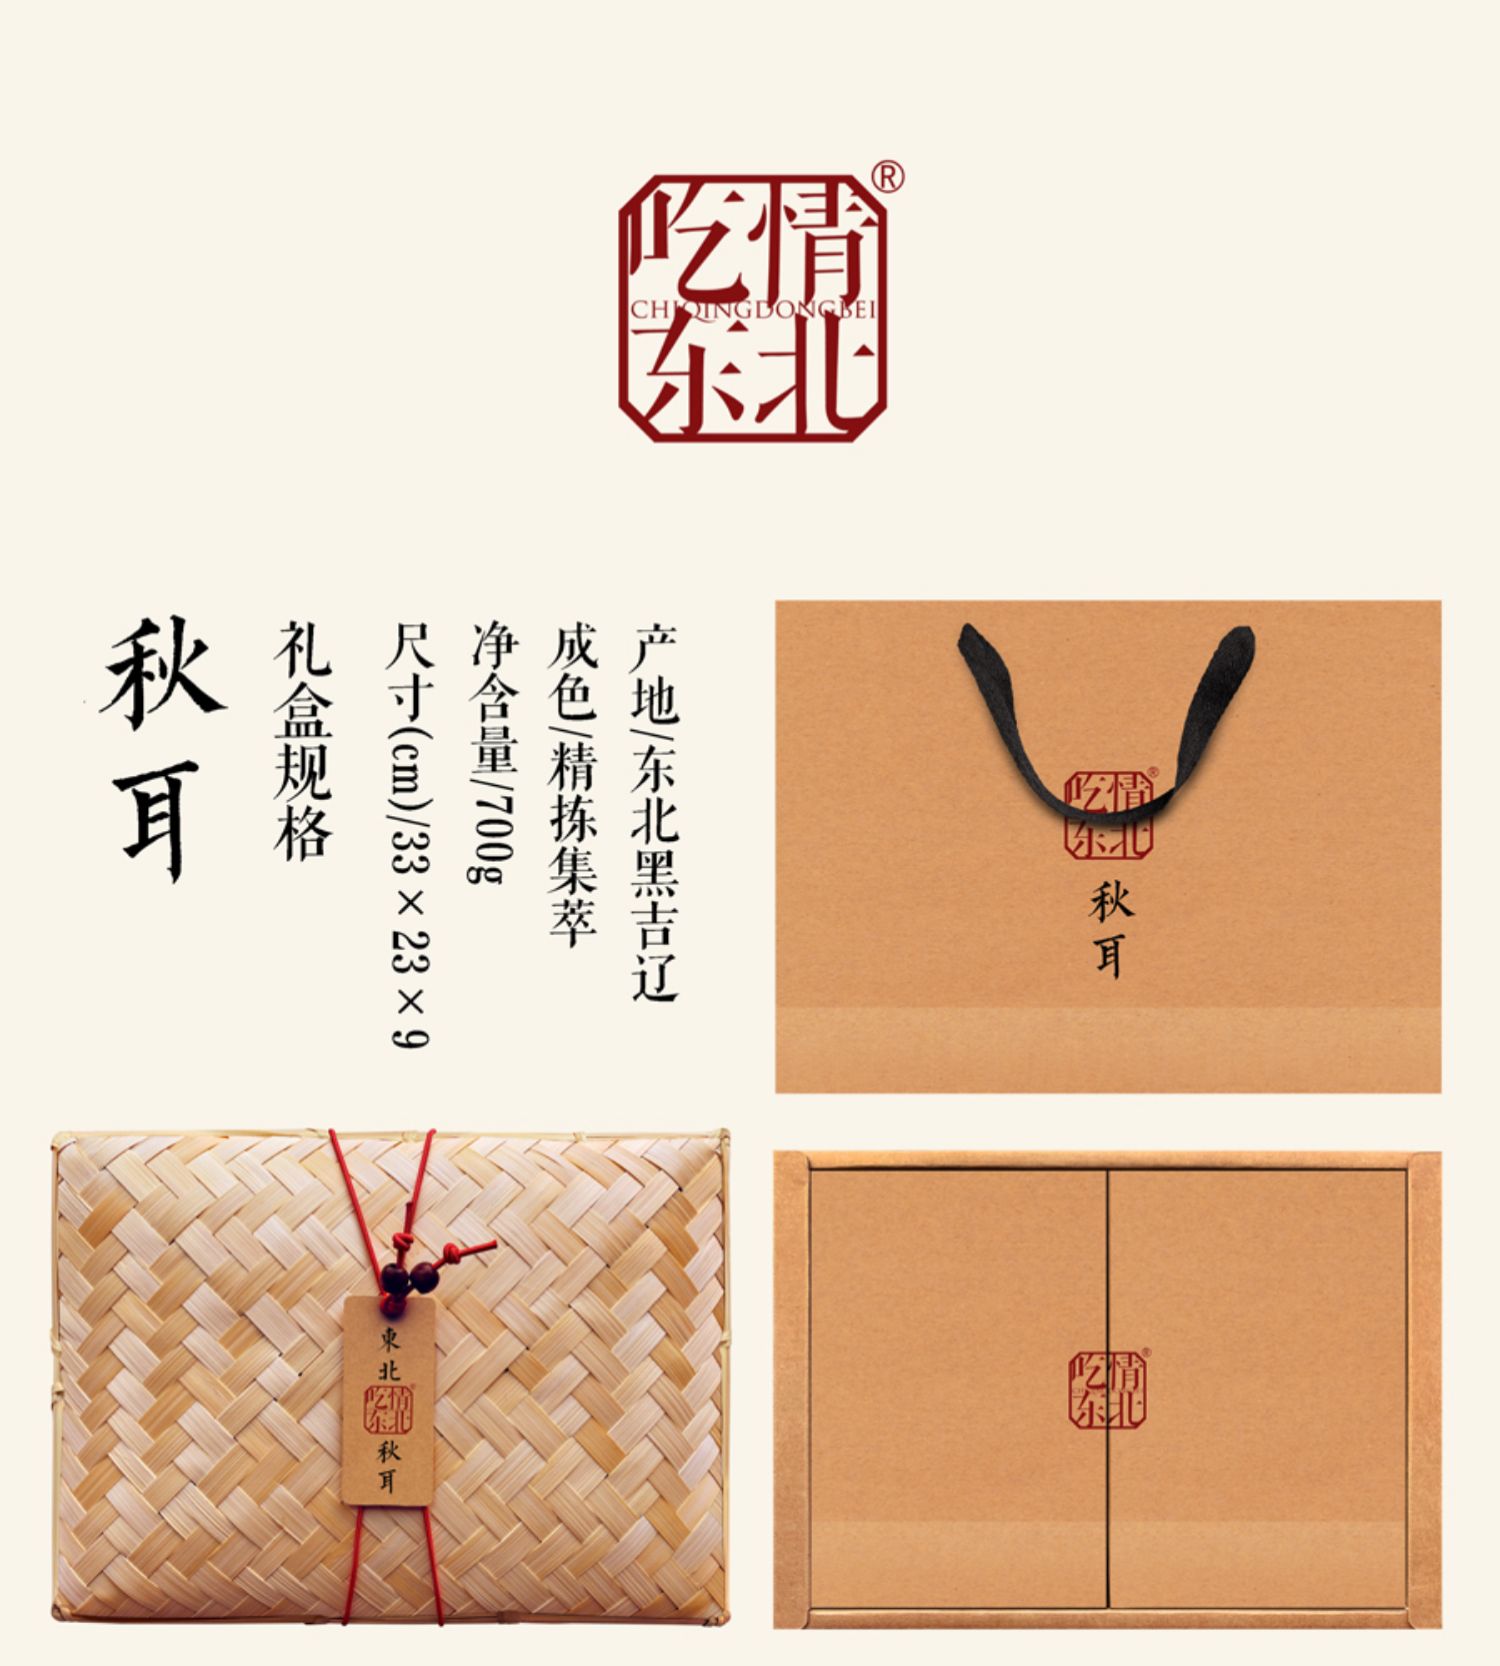 吃情
CHIQINGDONGBEI
东北
®
秋耳
礼盒规格
尺寸(cm)/33×23×9
净含量/700g
成色/精拣集萃
产地/东北黑吉辽
吃情
东北
®
秋耳
東北
吃情
东北
®
秋耳
吃情
东北
®